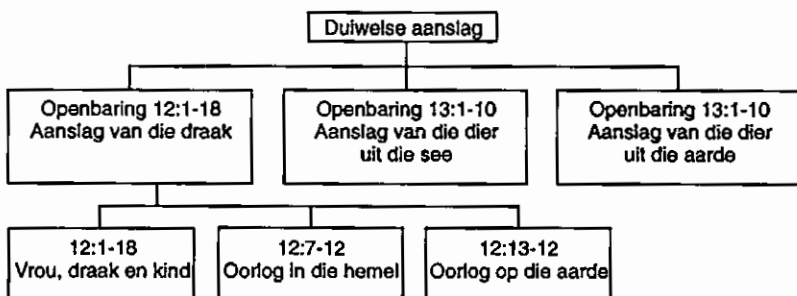 Duiwelse aanslag
Openbaring 12:1-18
Aanslag van die draak
Openbaring 13:1-10
Aanslag van die dier
uit die see
Openbaring 13:1-10
Aanslag van die dier
uit die aarde
12:1-18
Vrou, draak en kind
12:7-12
Oorlog in die hemel
12:13-12
Oorlog op die aarde